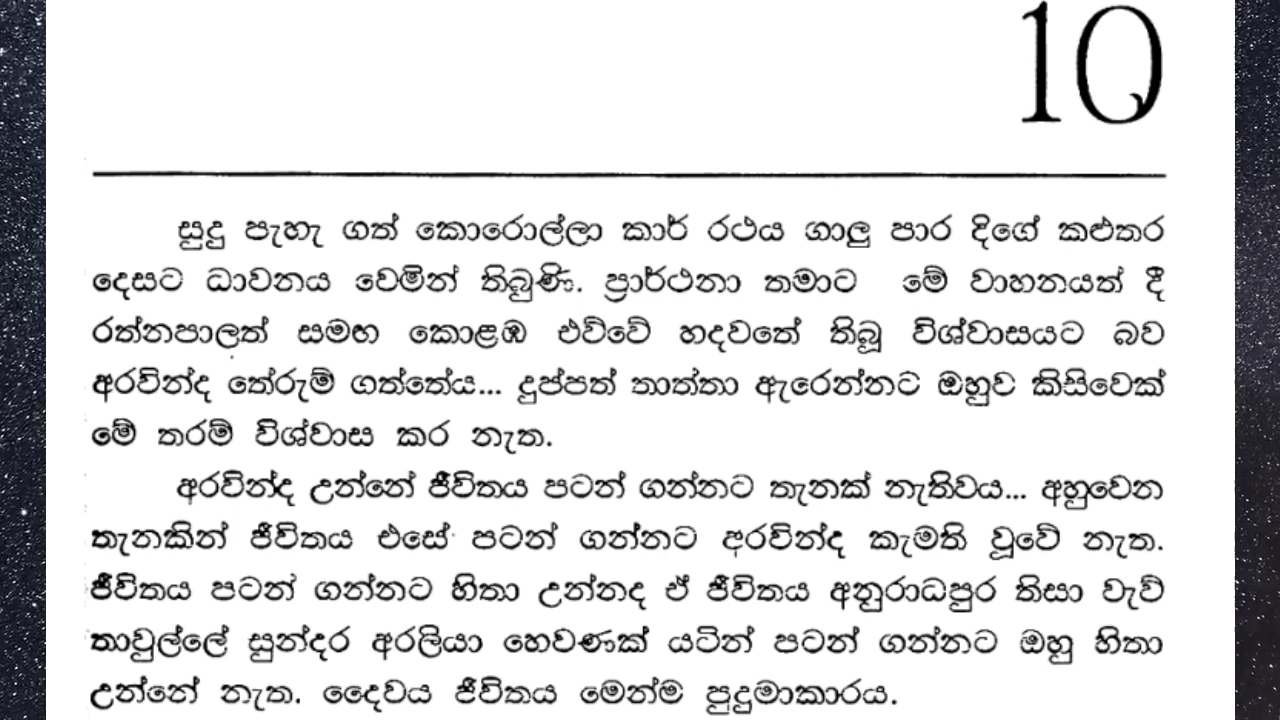 10
සුදු පැහැ ගත් කොරොල්ලා කාර් රථය ගාලු පාර දිගේ කළුතර
දෙසට ධාවනය වෙමින් තිබුණි. ප්‍රාර්ථනා තමාට මේ වාහනයත් දී
රත්නපාලත් සමඟ කොළඹ එව්වේ හදවතේ තිබූ විශ්වාසයට බව
අරවින්ද තේරුම් ගත්තේය... දුප්පත් තාත්තා ඇරෙන්නට ඔහුව කිසිවෙක්
මේ තරම් විශ්වාස කර නැත.
අරවින්ද උන්නේ ජීවිතය පටන් ගන්නට තැනක් නැතිවය... අහුවෙන
තැනකින් ජීවිතය එසේ පටන් ගන්නට අරවින්ද කැමති වූවේ නැත.
ජීවිතය පටන් ගන්නට හිතා උන්නද ඒ ජීවිතය අනුරාධපුර තිසා වැව්
තාවුල්ලේ සුන්දර අරලියා හෙවණක් යටින් පටන් ගන්නට ඔහු හිතා
උන්නේ නැත. දෛවය ජීවිතය මෙන්ම පුදුමාකාරය.